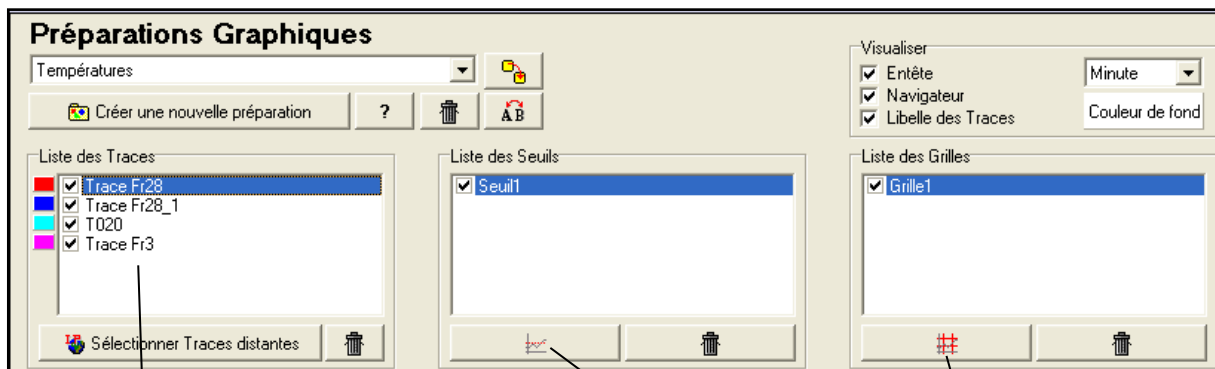 Préparations Graphiques
Températures
Créer une nouvelle préparation
?
A B
Visualiser
Entête
Minute
Navigateur
Libelle des Traces
Couleur de fond
Liste des Traces
Trace Fr28
Trace Fr28_1
T020
Trace Fr3
Sélectionner Traces distantes
Liste des Seuils
Seuil1
Liste des Grilles
Grille1